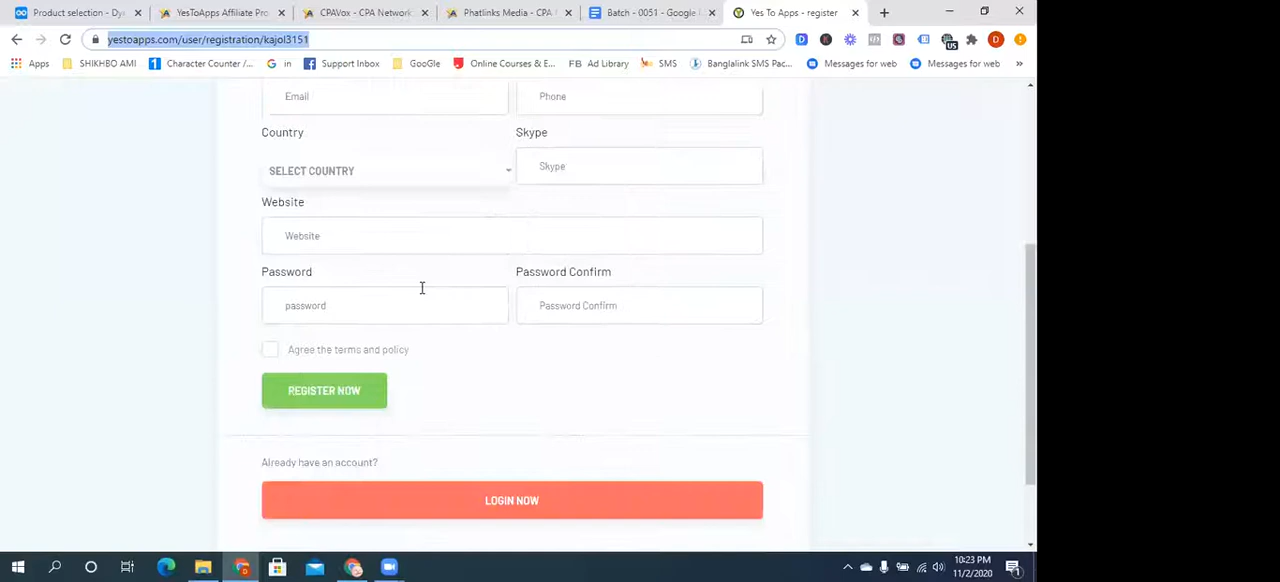 Product selection - Dy
YesToApps Affiliate Pro
CPAVox - CPA Network
Phatlinks Media - CPA
Batch - 0051 - Google
Yes To Apps - register
yestoapps.com/user/registration/kajol3151
US
D
Apps
SHIKHBO AMI
Character Counter /...
in
Support Inbox
GooGle
Online Courses & E...
FB Ad Library
SMS
Banglalink SMS Pac...
Messages for web
Messages for web
»
Email
Phone
Country
Skype
SELECT COUNTRY
Skype
Website
Website
Password
Password Confirm
password
Password Confirm
Agree the terms and policy
REGISTER NOW
Already have an account?
LOGIN NOW
10:23 PM
11/2/2020